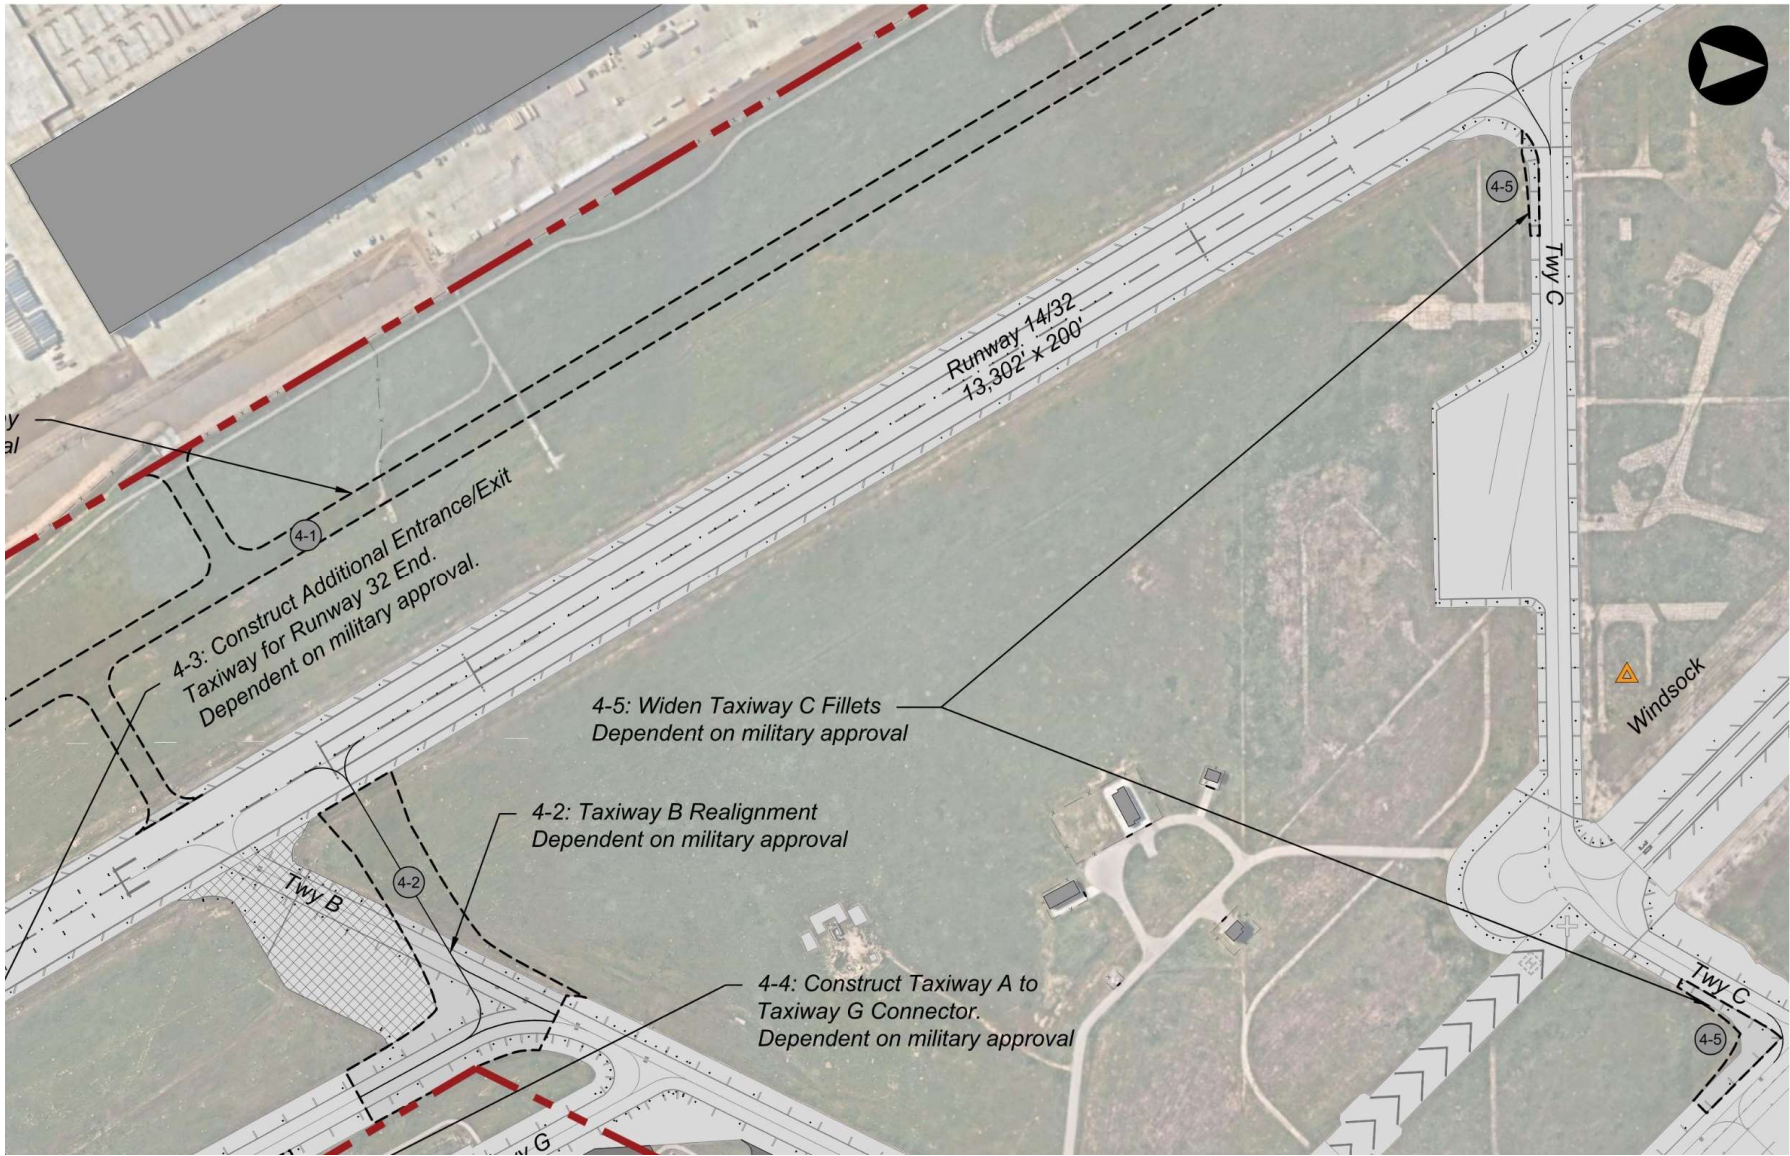 4-5
Twy C
Runway 14/32
13,302' x 200'
4-1
4-3: Construct Additional Entrance/Exit
Taxiway for Runway 32 End.
Dependent on military approval.
4-5: Widen Taxiway C Fillets
Dependent on military approval
Windsock
4-2: Taxiway B Realignment
Dependent on military approval
4-2
Twy B
4-4: Construct Taxiway A to
Taxiway G Connector.
Dependent on military approval
Twy C
4-5
G